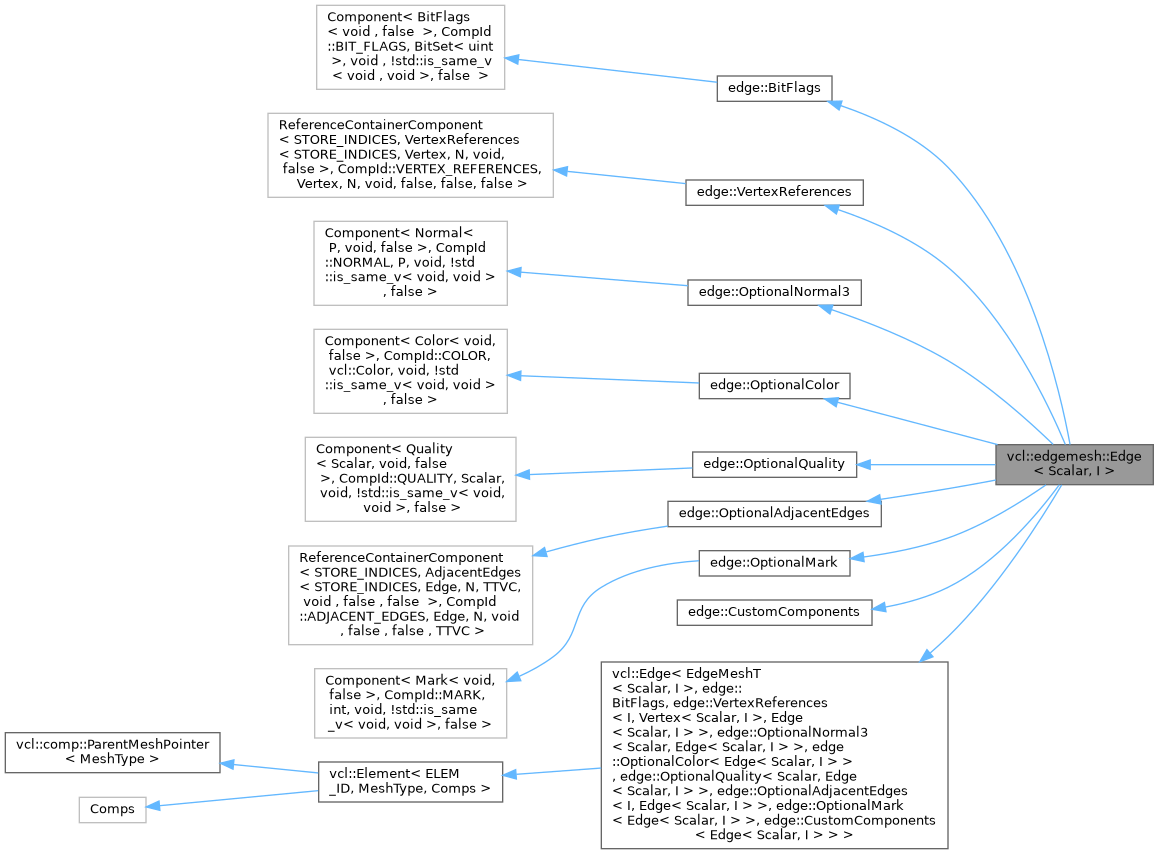 Component< BitFlags
< void , false  >, CompId
::BIT_FLAGS, BitSet< uint
 >, void , !std::is_same_v
< void , void >, false  >
edge::BitFlags
ReferenceContainerComponent
< STORE_INDICES, VertexReferences
< STORE_INDICES, Vertex, N, void,
 false >, CompId::VERTEX_REFERENCES,
 Vertex, N, void, false, false, false >
edge::VertexReferences
Component< Normal<
 P, void, false >, CompId
::NORMAL, P, void, !std
::is_same_v< void, void >
, false >
edge::OptionalNormal3
Component< Color< void,
 false >, CompId::COLOR,
 vcl::Color, void, !std
::is_same_v< void, void >
, false >
edge::OptionalColor
Component< Quality
< Scalar, void, false
 >, CompId::QUALITY, Scalar,
 void, !std::is_same_v< void,
 void >, false >
edge::OptionalQuality
vcl::edgemesh::Edge
< Scalar, I >
edge::OptionalAdjacentEdges
ReferenceContainerComponent
< STORE_INDICES, AdjacentEdges
< STORE_INDICES, Edge, N, TTVC,
 void , false , false  >, CompId
::ADJACENT_EDGES, Edge, N, void
, false , false , TTVC >
edge::OptionalMark
edge::CustomComponents
Component< Mark< void,
 false >, CompId::MARK,
 int, void, !std::is_same
_v< void, void >, false >
vcl::Edge< EdgeMeshT
< Scalar, I >, edge::
BitFlags, edge::VertexReferences
< I, Vertex< Scalar, I >, Edge
< Scalar, I > >, edge::OptionalNormal3
< Scalar, Edge< Scalar, I > >, edge
::OptionalColor< Edge< Scalar, I > >
, edge::OptionalQuality< Scalar, Edge
< Scalar, I > >, edge::OptionalAdjacentEdges
< I, Edge< Scalar, I > >, edge::OptionalMark
< Edge< Scalar, I > >, edge::CustomComponents
< Edge< Scalar, I > > >
vcl::comp::ParentMeshPointer
< MeshType >
vcl::Element< ELEM
_ID, MeshType, Comps >
Comps